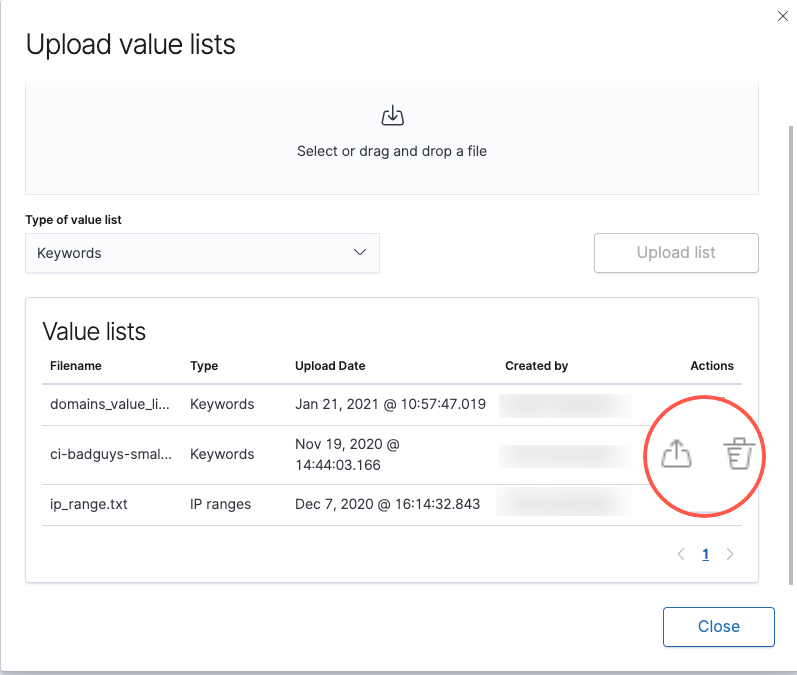 Upload value lists
Select or drag and drop a file
Type of value list
Keywords
Upload list
Value lists
Filename Type Upload Date Created by Actions
domains_value_li... Keywords Jan 21, 2021 @ 10:57:47.019
ci-badguys-smal... Keywords Nov 19, 2020 @
14:44:03.166
ip_range.txt IP ranges Dec 7, 2020 @ 16:14:32.843
1
Close